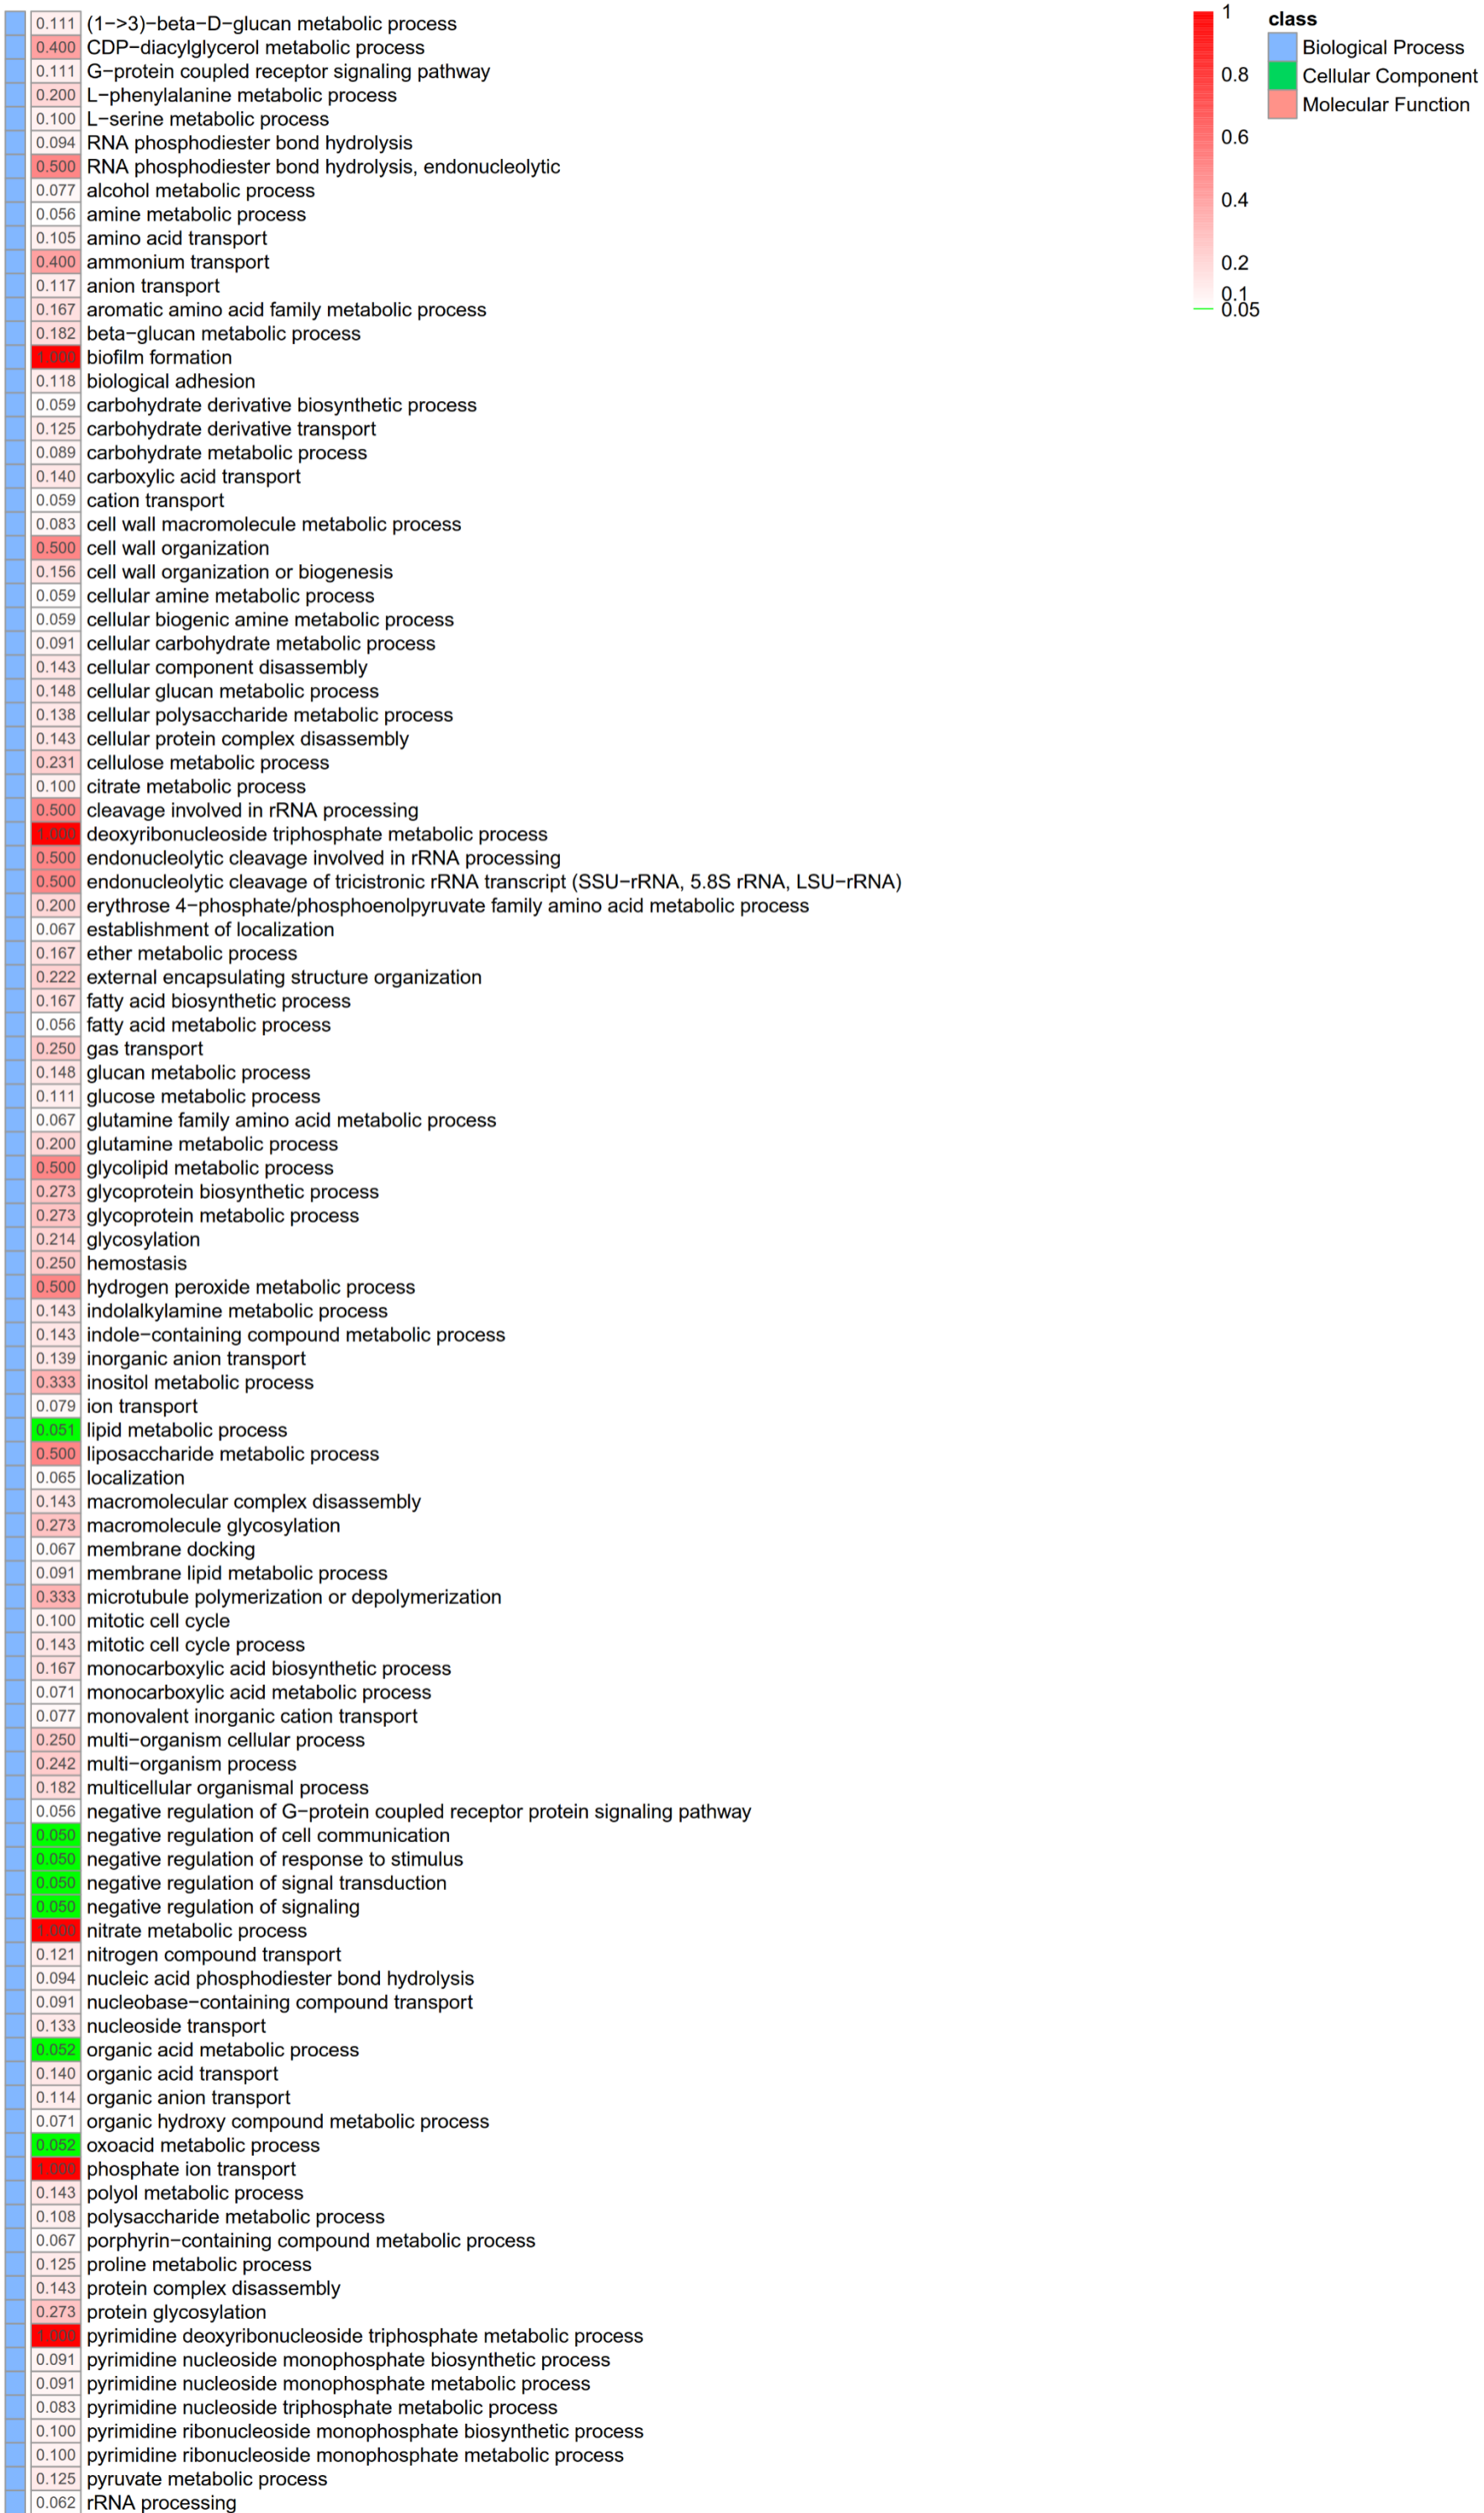 0.111 (1->3)−beta−D−glucan metabolic process
0.400 CDP−diacylglycerol metabolic process
0.111 G−protein coupled receptor signaling pathway
0.200 L−phenylalanine metabolic process
0.100 L−serine metabolic process
0.094 RNA phosphodiester bond hydrolysis
0.500 RNA phosphodiester bond hydrolysis, endonucleolytic
0.077 alcohol metabolic process
0.056 amine metabolic process
0.105 amino acid transport
0.400 ammonium transport
0.117 anion transport
0.167 aromatic amino acid family metabolic process
0.182 beta−glucan metabolic process
1.000 biofilm formation
0.118 biological adhesion
0.059 carbohydrate derivative biosynthetic process
0.125 carbohydrate derivative transport
0.089 carbohydrate metabolic process
0.140 carboxylic acid transport
0.059 cation transport
0.083 cell wall macromolecule metabolic process
0.500 cell wall organization
0.156 cell wall organization or biogenesis
0.059 cellular amine metabolic process
0.059 cellular biogenic amine metabolic process
0.091 cellular carbohydrate metabolic process
0.143 cellular component disassembly
0.148 cellular glucan metabolic process
0.138 cellular polysaccharide metabolic process
0.143 cellular protein complex disassembly
0.231 cellulose metabolic process
0.100 citrate metabolic process
0.500 cleavage involved in rRNA processing
1.000 deoxyribonucleoside triphosphate metabolic process
0.500 endonucleolytic cleavage involved in rRNA processing
0.500 endonucleolytic cleavage of tricistronic rRNA transcript (SSU−rRNA, 5.8S rRNA, LSU−rRNA)
0.200 erythrose 4−phosphate/phosphoenolpyruvate family amino acid metabolic process
0.067 establishment of localization
0.167 ether metabolic process
0.222 external encapsulating structure organization
0.167 fatty acid biosynthetic process
0.056 fatty acid metabolic process
0.250 gas transport
0.148 glucan metabolic process
0.111 glucose metabolic process
0.067 glutamine family amino acid metabolic process
0.200 glutamine metabolic process
0.500 glycolipid metabolic process
0.273 glycoprotein biosynthetic process
0.273 glycoprotein metabolic process
0.214 glycosylation
0.250 hemostasis
0.500 hydrogen peroxide metabolic process
0.143 indolalkylamine metabolic process
0.143 indole−containing compound metabolic process
0.139 inorganic anion transport
0.333 inositol metabolic process
0.079 ion transport
0.051 lipid metabolic process
0.500 liposaccharide metabolic process
0.065 localization
0.143 macromolecular complex disassembly
0.273 macromolecule glycosylation
0.067 membrane docking
0.091 membrane lipid metabolic process
0.333 microtubule polymerization or depolymerization
0.100 mitotic cell cycle
0.143 mitotic cell cycle process
0.167 monocarboxylic acid biosynthetic process
0.071 monocarboxylic acid metabolic process
0.077 monovalent inorganic cation transport
0.250 multi−organism cellular process
0.242 multi−organism process
0.182 multicellular organismal process
0.056 negative regulation of G−protein coupled receptor protein signaling pathway
0.050 negative regulation of cell communication
0.050 negative regulation of response to stimulus
0.050 negative regulation of signal transduction
0.050 negative regulation of signaling
1.000 nitrate metabolic process
0.121 nitrogen compound transport
0.094 nucleic acid phosphodiester bond hydrolysis
0.091 nucleobase−containing compound transport
0.133 nucleoside transport
0.052 organic acid metabolic process
0.140 organic acid transport
0.114 organic anion transport
0.071 organic hydroxy compound metabolic process
0.052 oxoacid metabolic process
1.000 phosphate ion transport
0.143 polyol metabolic process
0.108 polysaccharide metabolic process
0.067 porphyrin−containing compound metabolic process
0.125 proline metabolic process
0.143 protein complex disassembly
0.273 protein glycosylation
1.000 pyrimidine deoxyribonucleoside triphosphate metabolic process
0.091 pyrimidine nucleoside monophosphate biosynthetic process
0.091 pyrimidine nucleoside monophosphate metabolic process
0.083 pyrimidine nucleoside triphosphate metabolic process
0.100 pyrimidine ribonucleoside monophosphate biosynthetic process
0.100 pyrimidine ribonucleoside monophosphate metabolic process
0.125 pyruvate metabolic process
0.062 rRNA processing
1
0.8
0.6
0.4
0.2
0.1
0.05
class
Biological Process
Cellular Component
Molecular Function